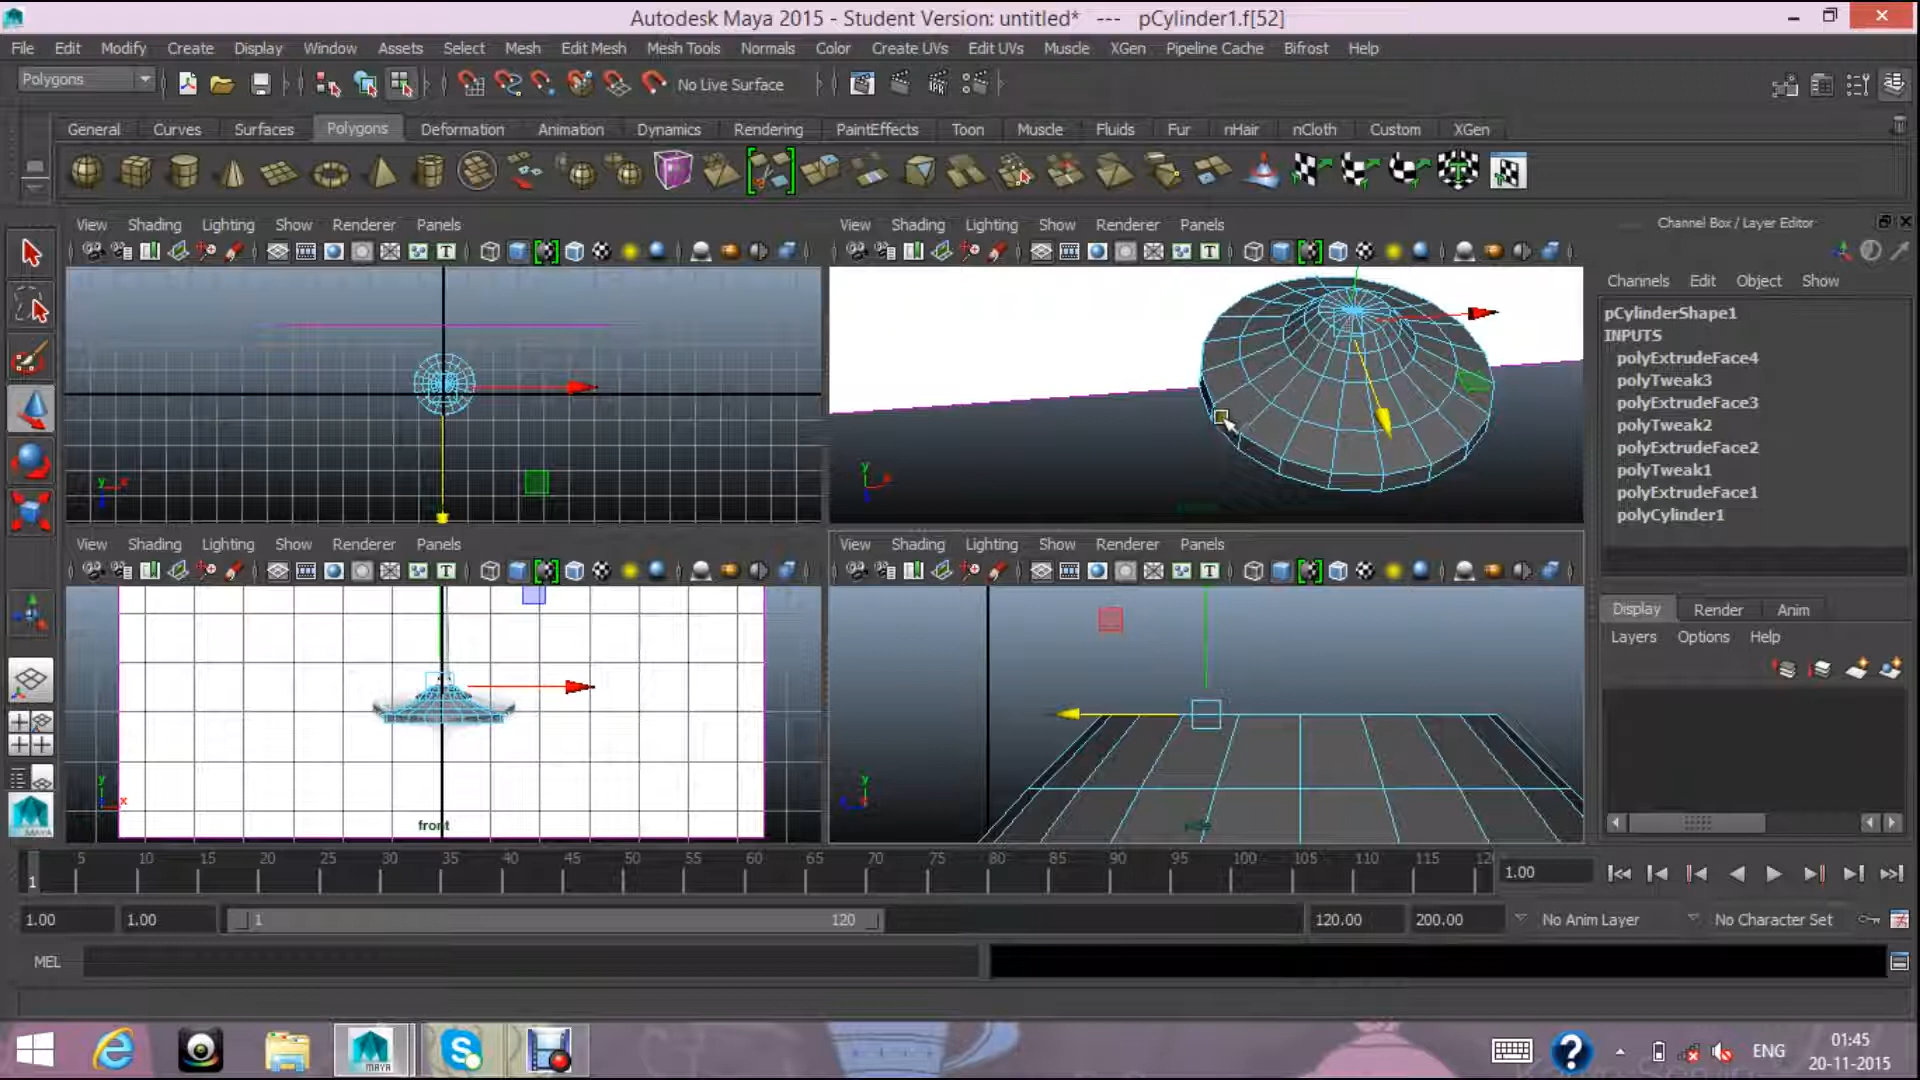 Autodesk Maya 2015 - Student Version: untitled* --- pCylinder1.f[52]
File Edit Modify Create Display Window Assets Select Mesh Edit Mesh Mesh Tools Normals Color Create UVs Edit UVs Muscle XGen Pipeline Cache Bifrost Help
Polygons No Live Surface
General Curves Surfaces Polygons Deformation Animation Dynamics Rendering PaintEffects Toon Muscle Fluids Fur nHair nCloth Custom XGen
View Shading Lighting Show Renderer Panels
View Shading Lighting Show Renderer Panels
Channel Box / Layer Editor
Channels Edit Object Show
pCylinderShape1
INPUTS
polyExtrudeFace4
polyTweak3
polyExtrudeFace3
polyTweak2
polyExtrudeFace2
polyTweak1
polyExtrudeFace1
polyCylinder1
View Shading Lighting Show Renderer Panels
View Shading Lighting Show Renderer Panels
front
Display Render Anim
Layers Options Help
5 10 15 20 25 30 35 40 45 50 55 60 65 70 75 80 85 90 95 100 105 110 115 12
1
1.00
1.00 1.00 1 120 120.00 200.00 No Anim Layer No Character Set
MEL
MAYA
ENG
01:45
20-11-2015